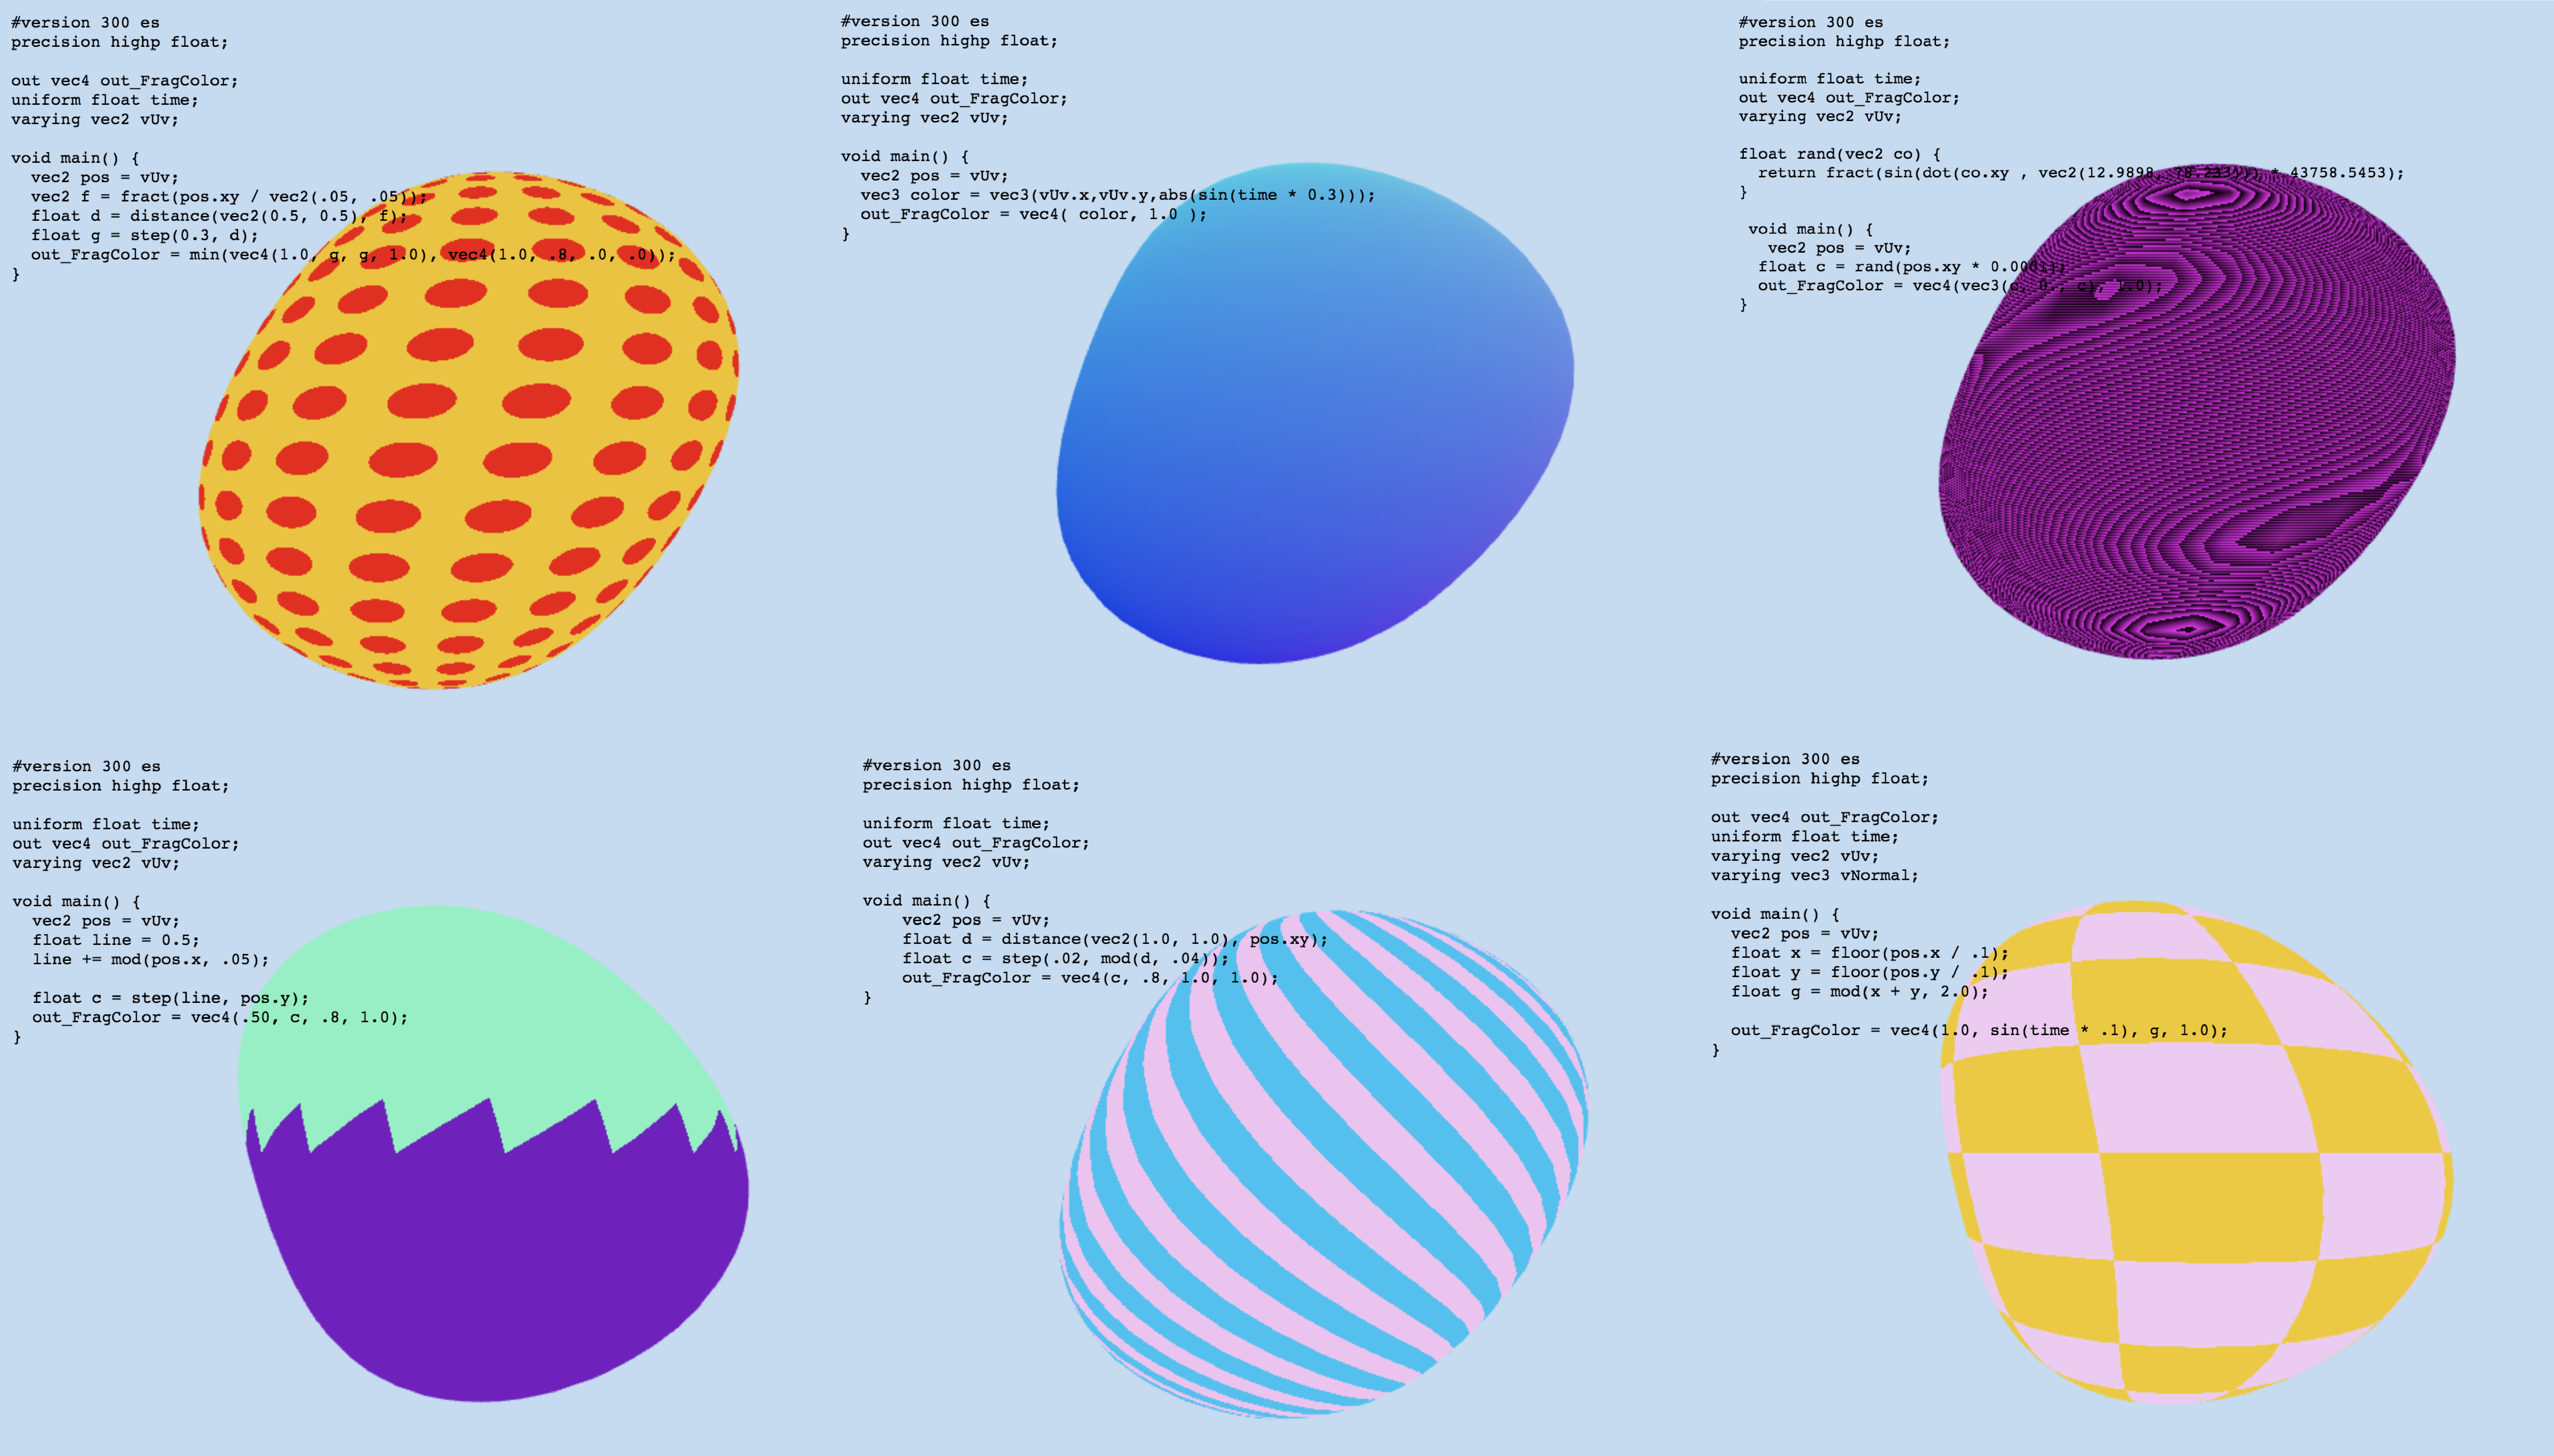 #version 300 es
precision highp float;

out vec4 out_FragColor;
uniform float time;
varying vec2 vUv;

void main() {
  vec2 pos = vUv;
  vec2 f = fract(pos.xy / vec2(.05, .05));
  float d = distance(vec2(0.5, 0.5), f);
  float g = step(0.3, d);
  out_FragColor = min(vec4(1.0, g, g, 1.0), vec4(1.0, .8, .0, .0));
}

#version 300 es
precision highp float;

uniform float time;
out vec4 out_FragColor;
varying vec2 vUv;

void main() {
  vec2 pos = vUv;
  vec3 color = vec3(vUv.x,vUv.y,abs(sin(time * 0.3)));
  out_FragColor = vec4( color, 1.0 );
}

#version 300 es
precision highp float;

uniform float time;
out vec4 out_FragColor;
varying vec2 vUv;

float rand(vec2 co) {
  return fract(sin(dot(co.xy , vec2(12.9898, 78.233))) * 43758.5453);
}

 void main() {
   vec2 pos = vUv;
  float c = rand(pos.xy * 0.0001);
  out_FragColor = vec4(vec3(c, 0., c), 1.0);
}

#version 300 es
precision highp float;

uniform float time;
out vec4 out_FragColor;
varying vec2 vUv;

void main() {
  vec2 pos = vUv;
  float line = 0.5;
  line += mod(pos.x, .05);

  float c = step(line, pos.y);
  out_FragColor = vec4(.50, c, .8, 1.0);
}

#version 300 es
precision highp float;

uniform float time;
out vec4 out_FragColor;
varying vec2 vUv;

void main() {
    vec2 pos = vUv;
    float d = distance(vec2(1.0, 1.0), pos.xy);
    float c = step(.02, mod(d, .04));
    out_FragColor = vec4(c, .8, 1.0, 1.0);
}

#version 300 es
precision highp float;

out vec4 out_FragColor;
uniform float time;
varying vec2 vUv;
varying vec3 vNormal;

void main() {
  vec2 pos = vUv;
  float x = floor(pos.x / .1);
  float y = floor(pos.y / .1);
  float g = mod(x + y, 2.0);

  out_FragColor = vec4(1.0, sin(time * .1), g, 1.0);
}